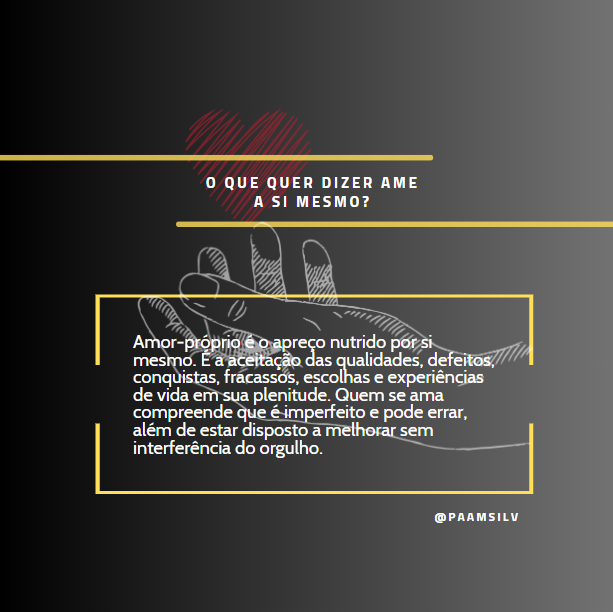 O QUE QUER DIZER AME
A SI MESMO?
Amor-próprio é o apreço nutrido por si
mesmo. É a aceitação das qualidades, defeitos,
conquistas, fracassos, escolhas e experiências
de vida em sua plenitude. Quem se ama
compreende que é imperfeito e pode errar,
além de estar disposto a melhorar sem
interferência do orgulho.
@PAAMSILV